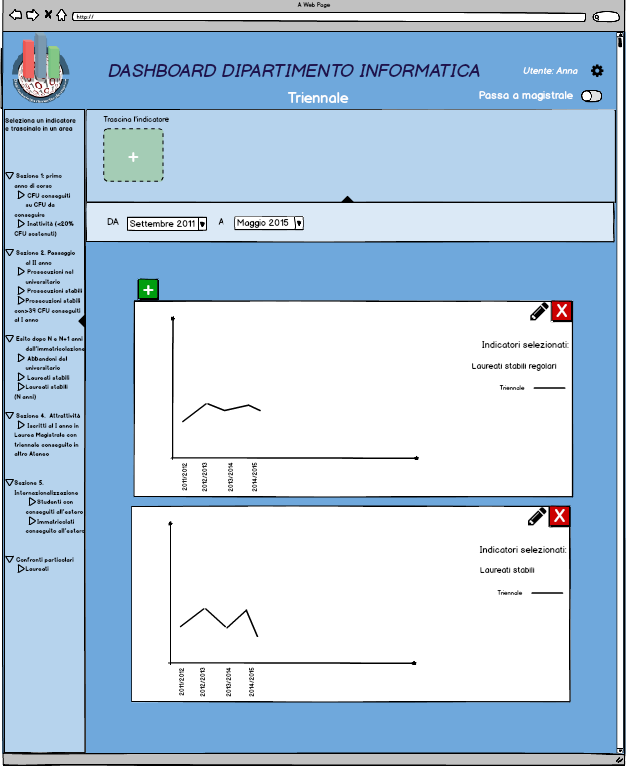 A Web Page
http://
DASHBOARD DIPARTIMENTO INFORMATICA
Utente: Anna
Triennale
Passa a magistrale
Seleziona un indicatore
e trascinalo in un area
Trascina l'indicatore
+
Sezione 1: primo
anno di corso
CFU conseguiti
su CFU da
conseguire
Inattività (<20%
CFU sostenuti)
Sezione 2. Passaggio
al II anno
Prosecuzioni nel
universitario
Prosecuzioni stabili
Prosecuzioni stabili
con>39 CFU conseguiti
al I anno
Esito dopo N e N+1 anni
dall'immatricolazione
Abbandoni del
universitario
Laureati stabili
Laureati stabili
(N anni)
Sezione 4. Attrattività
Iscritti al I anno in
Laurea Magistrale con
triennale conseguito in
altro Ateneo
Sezione 5.
Internazionalizzazione
Studenti con
conseguiti all'estero
Immatricolati
conseguito all'estero
Confronti particolari
Laureati
DA
Settembre 2011
A
Maggio 2015
+
X
Indicatori selezionati:
Laureati stabili regolari
Triennale
2011/2012
2012/2013
2013/2014
2014/2015
X
Indicatori selezionati:
Laureati stabili
Triennale
2011/2012
2012/2013
2013/2014
2014/2015